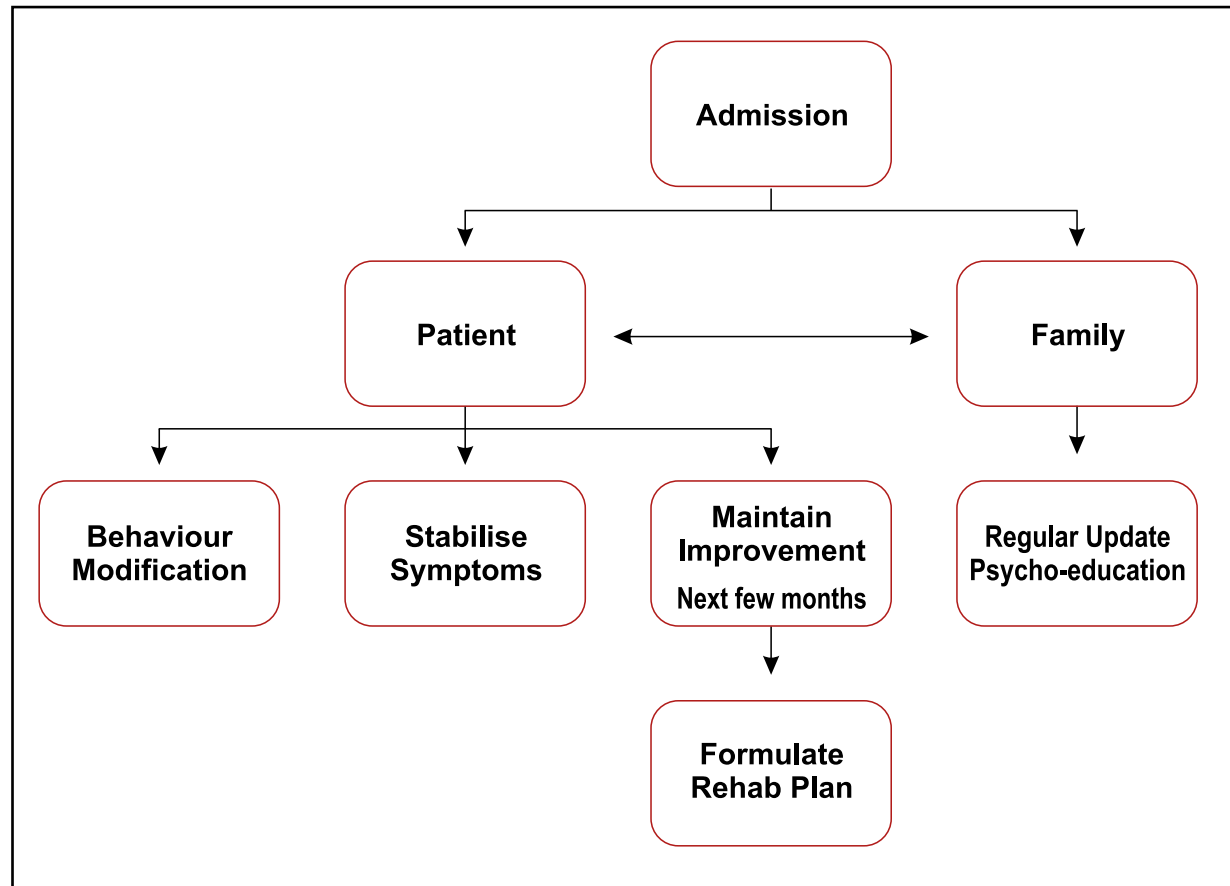 Admission
Patient
Family
Behaviour
Modification
Stabilise
Symptoms
Maintain
Improvement
Next few months
Regular Update
Psycho-education
Formulate
Rehab Plan